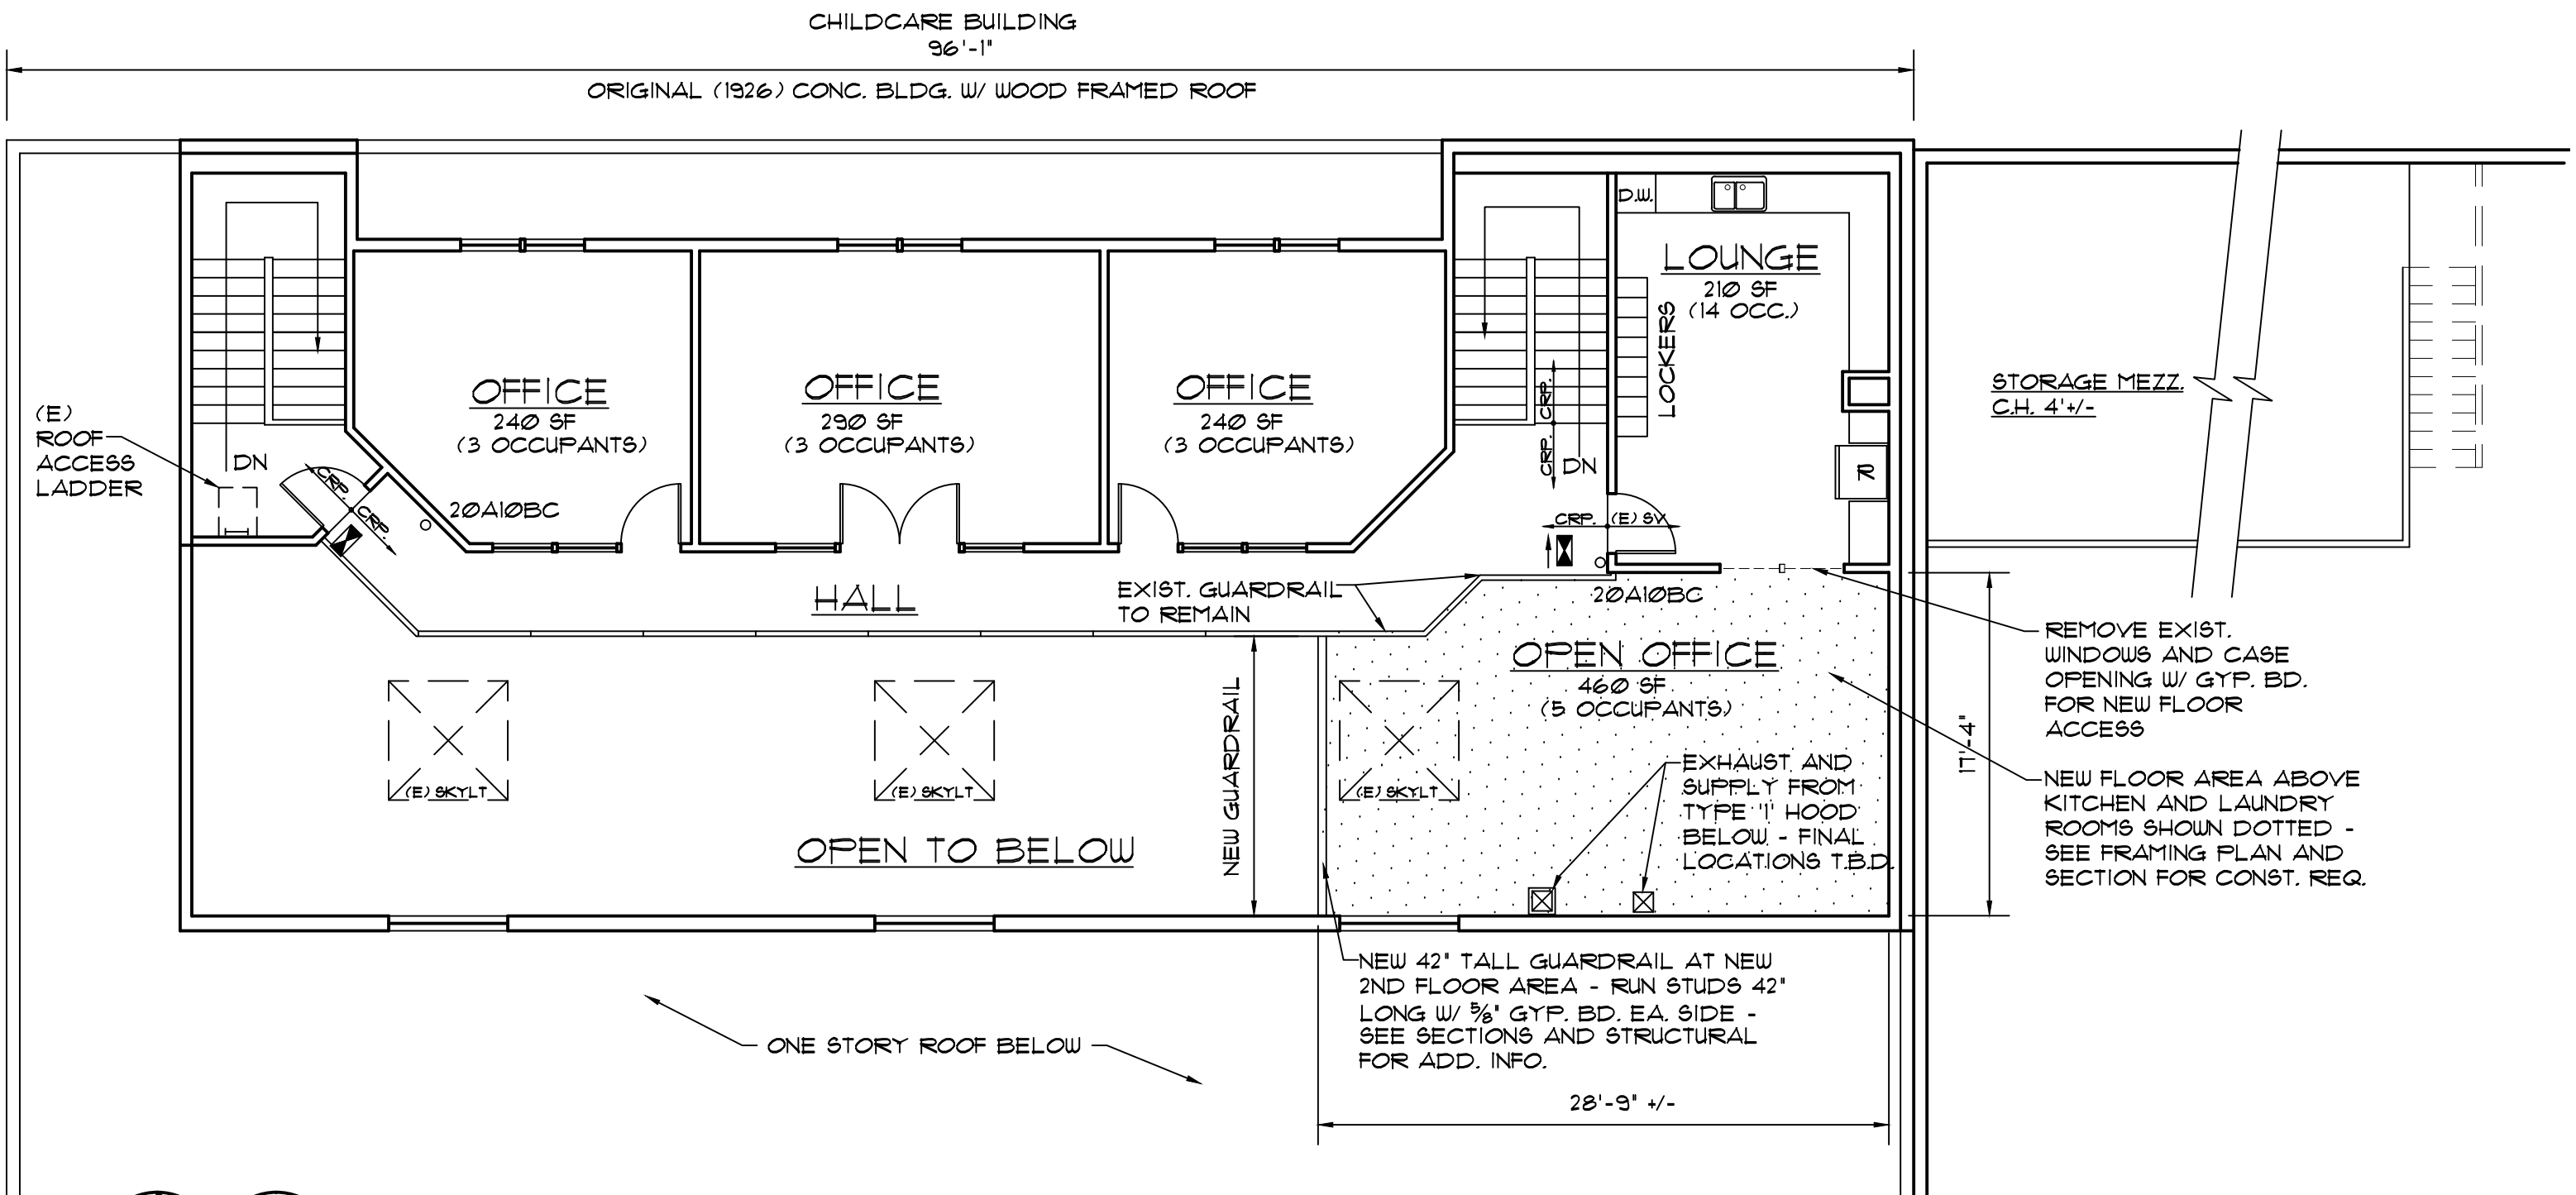 CHILDCARE BUILDING
96'-1"
ORIGINAL (1926) CONC. BLDG. W/ WOOD FRAMED ROOF
D.W.
LOUNGE
210 SF
(14 OCC.)
LOCKERS
R
STORAGE MEZZ.
C.H. 4'+/-
OFFICE
240 SF
(3 OCCUPANTS)
OFFICE
290 SF
(3 OCCUPANTS)
OFFICE
240 SF
(3 OCCUPANTS)
(E)
ROOF
ACCESS
LADDER
DN
CRP.
CRP.
20A10BC
CRP.
CRP.
DN
CRP.
(E) SV
20A10BC
HALL
EXIST. GUARDRAIL
TO REMAIN
OPEN OFFICE
460 SF
(5 OCCUPANTS)
REMOVE EXIST.
WINDOWS AND CASE
OPENING W/ GYP. BD.
FOR NEW FLOOR
ACCESS
17'-4"
NEW GUARDRAIL
(E) SKYLT
(E) SKYLT
(E) SKYLT
EXHAUST AND
SUPPLY FROM
TYPE '1' HOOD
BELOW - FINAL
LOCATIONS T.B.D.
NEW FLOOR AREA ABOVE
KITCHEN AND LAUNDRY
ROOMS SHOWN DOTTED -
SEE FRAMING PLAN AND
SECTION FOR CONST. REQ.
OPEN TO BELOW
NEW 42" TALL GUARDRAIL AT NEW
2ND FLOOR AREA - RUN STUDS 42"
LONG W/ 5/8" GYP. BD. EA. SIDE -
SEE SECTIONS AND STRUCTURAL
FOR ADD. INFO.
ONE STORY ROOF BELOW
28'-9" +/-